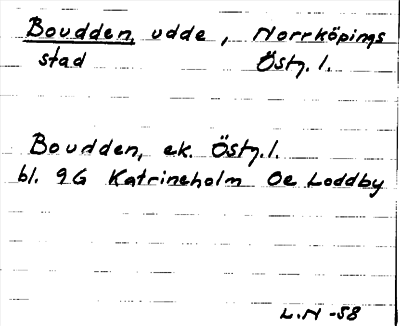 Boudden, udde, Norrköpings
stad Östg. l.
Boudden, ek. Östg. l.
bl. 9G Katrineholm Oe Loddby
L.N -58